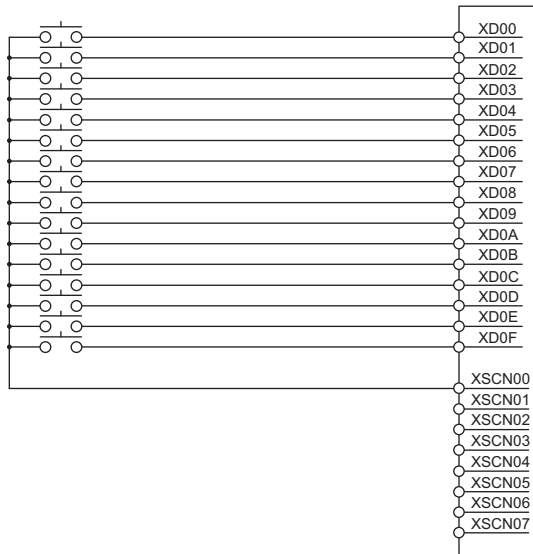 XD00
XD01
XD02
XD03
XD04
XD05
XD06
XD07
XD08
XD09
XD0A
XD0B
XD0C
XD0D
XD0E
XD0F
XSCN00
XSCN01
XSCN02
XSCN03
XSCN04
XSCN05
XSCN06
XSCN07